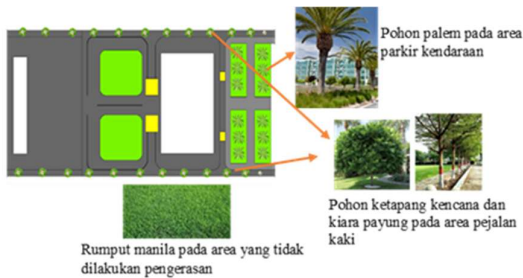 Pohon palem pada area
parkir kendaraan
Pohon ketapang kencana dan
kiara payung pada area pejalan
kaki
Rumput manila pada area yang tidak
dilakukan pengerasan